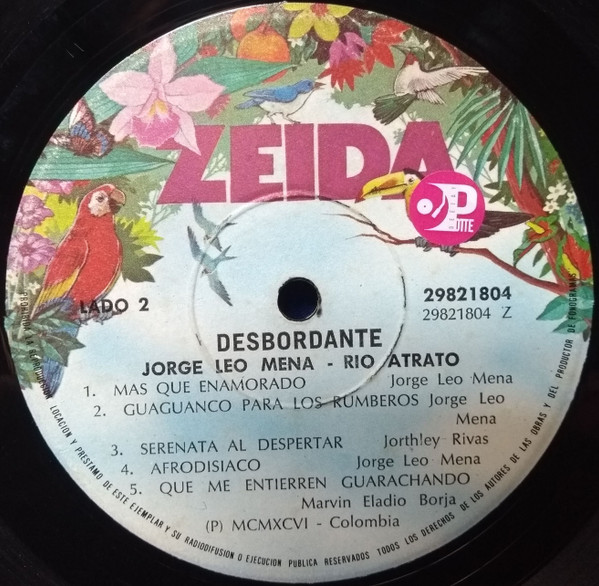 ZEIDA
P
UTTE
LADO 2
29821804
29821804 Z
DESBORDANTE
JORGE LEO MENA - RIO ATRATO
1. MAS QUE ENAMORADO Jorge Leo Mena
2. GUAGUANCO PARA LOS RUMBEROS Jorge Leo
Mena
3. SERENATA AL DESPERTAR Jorthley Rivas
4. AFRODISIACO Jorge Leo Mena
5. QUE ME ENTIERREN GUARACHANDO
Marvin Eladio Borja
(P) MCMXCVI - Colombia
PROHIBIDA LA LOCACION Y PRESTAMO DE ESTE EJEMPLAR Y SU RADIODIFUSION O EJECUCION PUBLICA RESERVADOS TODOS LOS DERECHOS DE LOS AUTORES DE LAS OBRAS Y DEL PRODUCTOR DE FONOGRAMAS